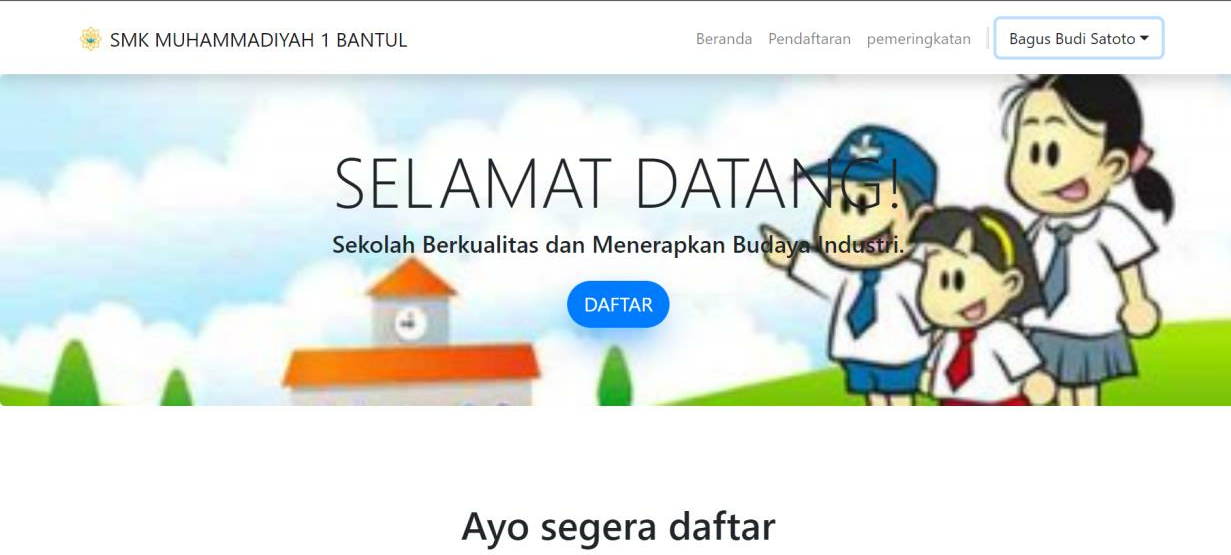 SMK MUHAMMADIYAH 1 BANTUL
Beranda Pendaftaran pemeringkatan Bagus Budi Satoto
SELAMAT DATANG!
Sekolah Berkualitas dan Menerapkan Budaya Industri.
DAFTAR
Ayo segera daftar